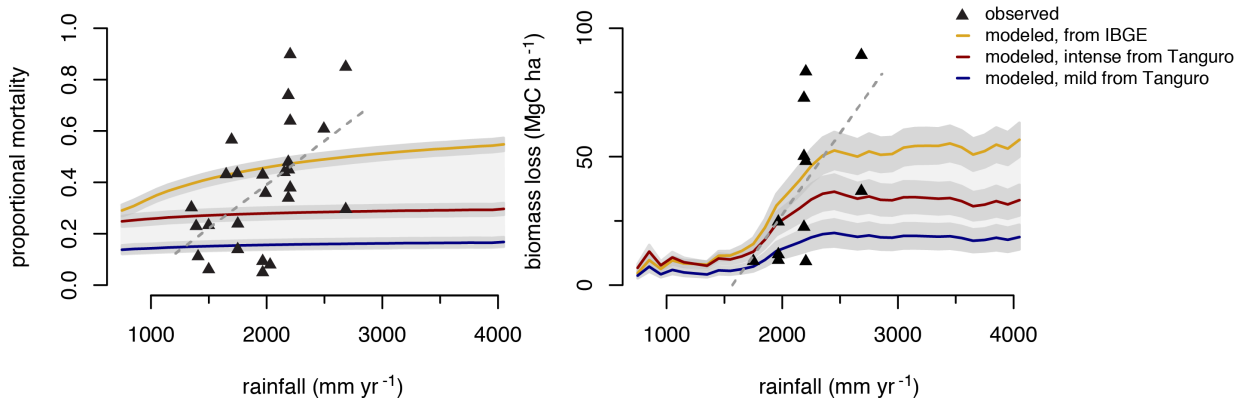 proportional mortality
1.0
0.8
0.6
0.4
0.2
0.0
1000 2000 3000 4000
rainfall (mm yr⁻¹)
biomass loss (MgC ha⁻¹)
100
50
0
1000 2000 3000 4000
rainfall (mm yr⁻¹)
observed
modeled, from IBGE
modeled, intense from Tanguro
modeled, mild from Tanguro